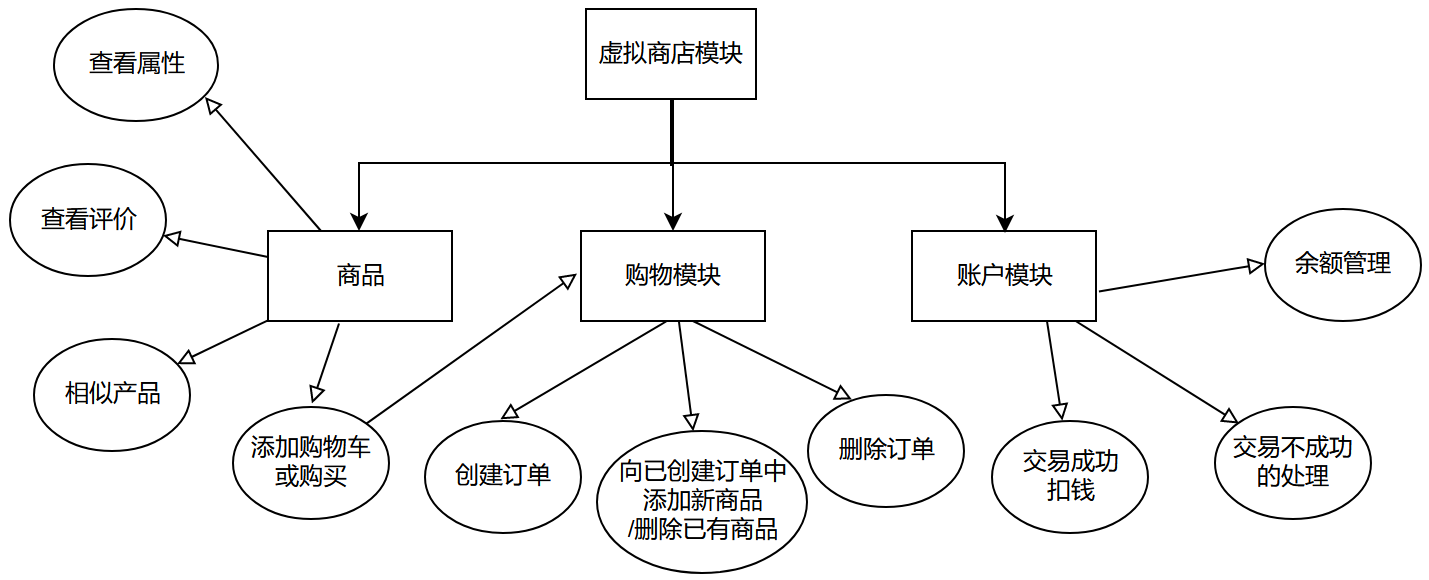 虚拟商店模块
查看属性
查看评价
商品
购物模块
账户模块
余额管理
相似产品
添加购物车
或购买
创建订单
向已创建订单中
添加新商品
/删除已有商品
删除订单
交易成功
扣钱
交易不成功
的处理